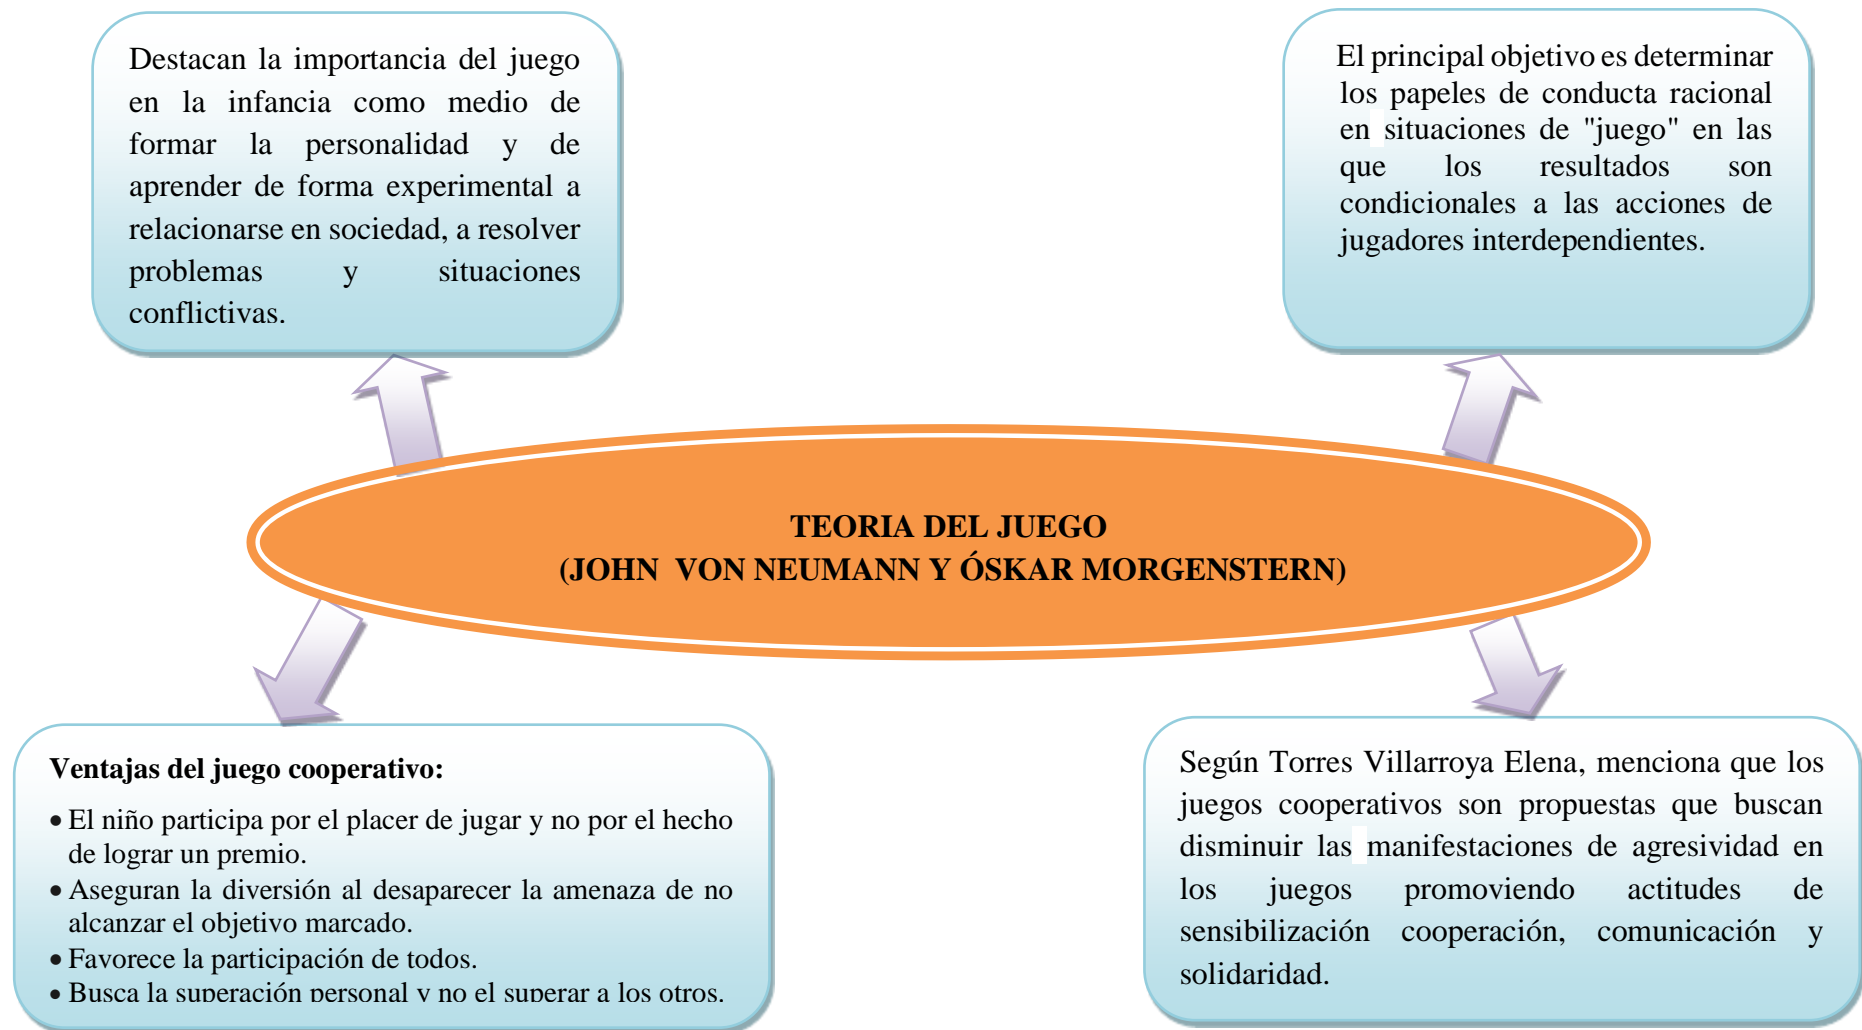 Destacan la importancia del juego
en la infancia como medio de
formar la personalidad y de
aprender de forma experimental a
relacionarse en sociedad, a resolver
problemas y situaciones
conflictivas.
El principal objetivo es determinar
los papeles de conducta racional
en situaciones de "juego" en las
que los resultados son
condicionales a las acciones de
jugadores interdependientes.
TEORIA DEL JUEGO
(JOHN VON NEUMANN Y ÓSKAR MORGENSTERN)
Ventajas del juego cooperativo:
• El niño participa por el placer de jugar y no por el hecho
de lograr un premio.
• Aseguran la diversión al desaparecer la amenaza de no
alcanzar el objetivo marcado.
• Favorece la participación de todos.
• Busca la superación personal y no el superar a los otros.
Según Torres Villarroya Elena, menciona que los
juegos cooperativos son propuestas que buscan
disminuir las manifestaciones de agresividad en
los juegos promoviendo actitudes de
sensibilización cooperación, comunicación y
solidaridad.